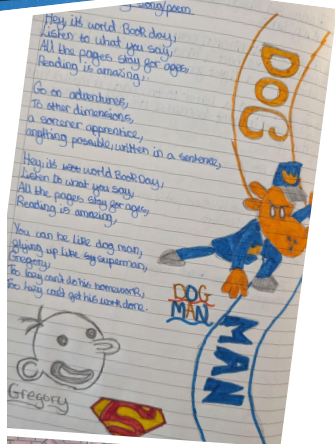 song/poem
Hey it's world Book day,
Listen to what you say,
All the pages stay for ages,
Reading is amazing,
Go on adventures,
To other dimensions,
a sorcerer apprentice,
anything possible, written in a sentence,
Hey its world Book Day,
Listen to what you say,
All the pages stay for ages,
Reading is amazing,
You can be like dog man,
flying up like superman,
Gregory,
Too lazy can't do his homework,
Too lazy can't get his work done.
DOG
MAN
DOG
MAN
Gregory
S